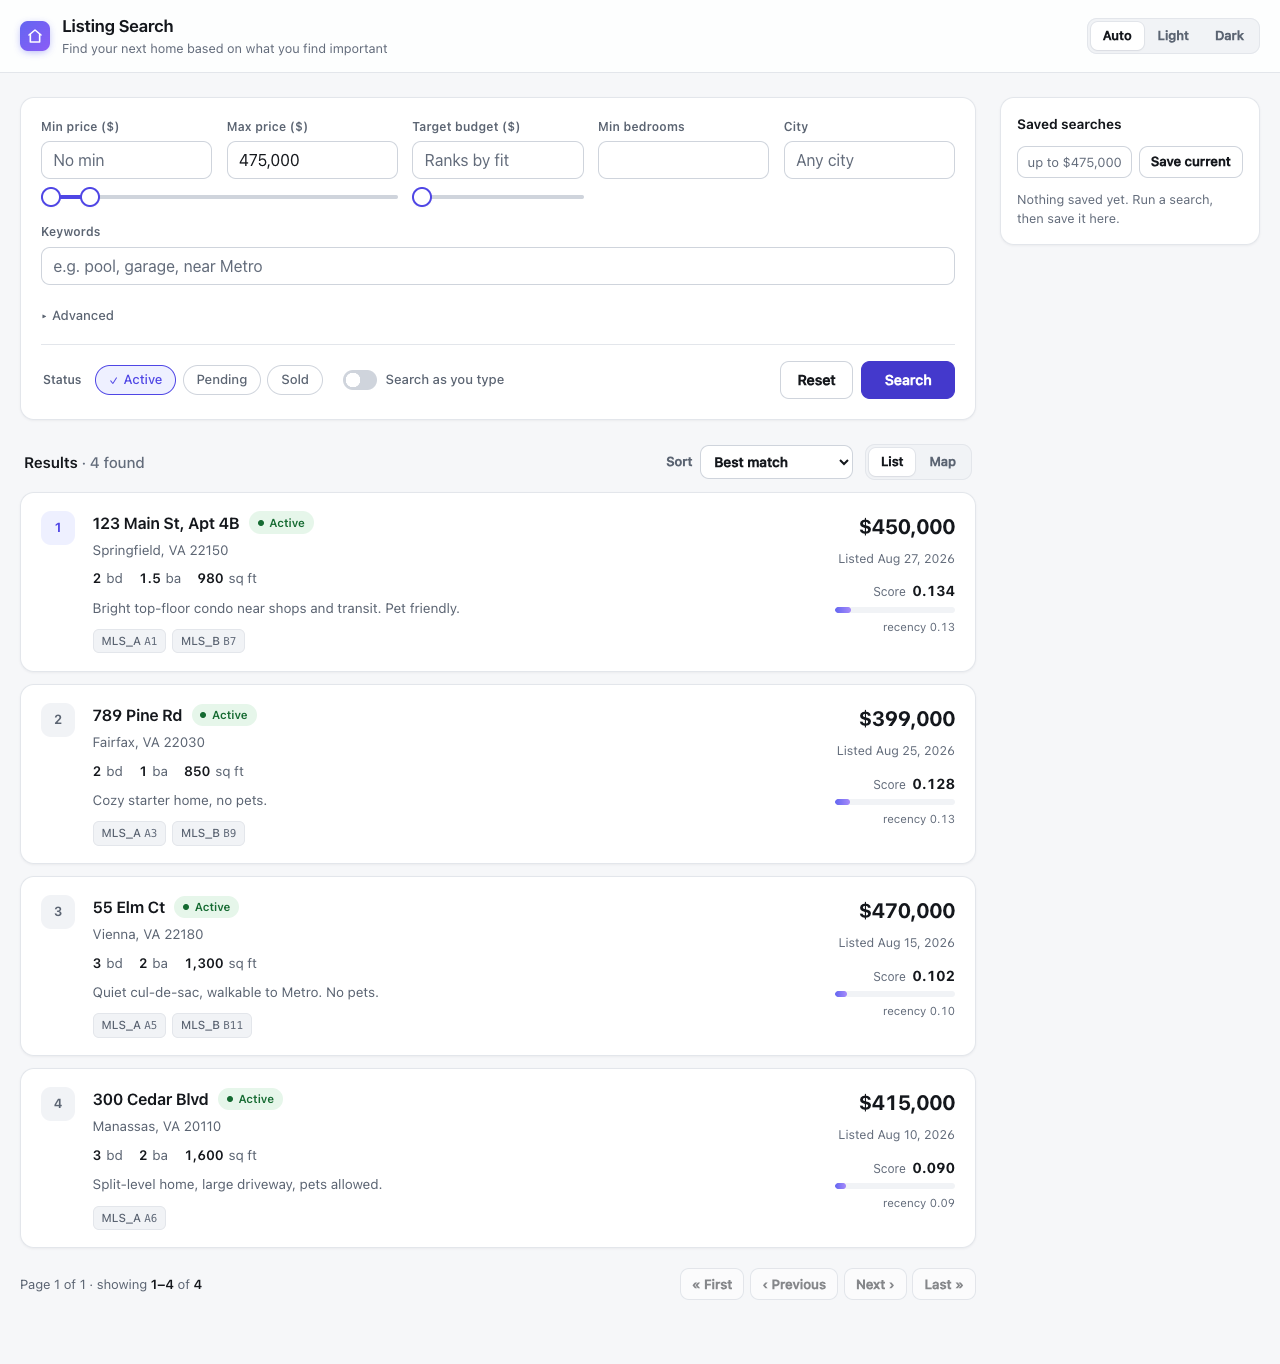 Listing Search
Find your next home based on what you find important
Auto Light Dark
Min price ($) Max price ($) Target budget ($) Min bedrooms City
No min 475,000 Ranks by fit Any city
Keywords
e.g. pool, garage, near Metro
▸ Advanced
Status ✓ Active Pending Sold Search as you type Reset Search
Saved searches
up to $475,000 Save current
Nothing saved yet. Run a search,
then save it here.
Results · 4 found Sort Best match List Map
1 123 Main St, Apt 4B Active $450,000
Springfield, VA 22150 Listed Aug 27, 2026
2 bd 1.5 ba 980 sq ft Score 0.134
Bright top-floor condo near shops and transit. Pet friendly.
recency 0.13
MLS_A A1 MLS_B B7
2 789 Pine Rd Active $399,000
Fairfax, VA 22030 Listed Aug 25, 2026
2 bd 1 ba 850 sq ft Score 0.128
Cozy starter home, no pets.
recency 0.13
MLS_A A3 MLS_B B9
3 55 Elm Ct Active $470,000
Vienna, VA 22180 Listed Aug 15, 2026
3 bd 2 ba 1,300 sq ft Score 0.102
Quiet cul-de-sac, walkable to Metro. No pets.
recency 0.10
MLS_A A5 MLS_B B11
4 300 Cedar Blvd Active $415,000
Manassas, VA 20110 Listed Aug 10, 2026
3 bd 2 ba 1,600 sq ft Score 0.090
Split-level home, large driveway, pets allowed.
recency 0.09
MLS_A A6
Page 1 of 1 · showing 1–4 of 4 « First ‹ Previous Next › Last »